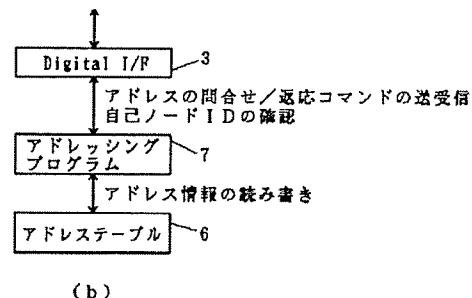 Digital I/F
3
アドレスの問合せ/返応コマンドの送受信
自己ノードIDの確認
アドレッシング
プログラム
7
アドレス情報の読み書き
アドレステーブル
6
(b)